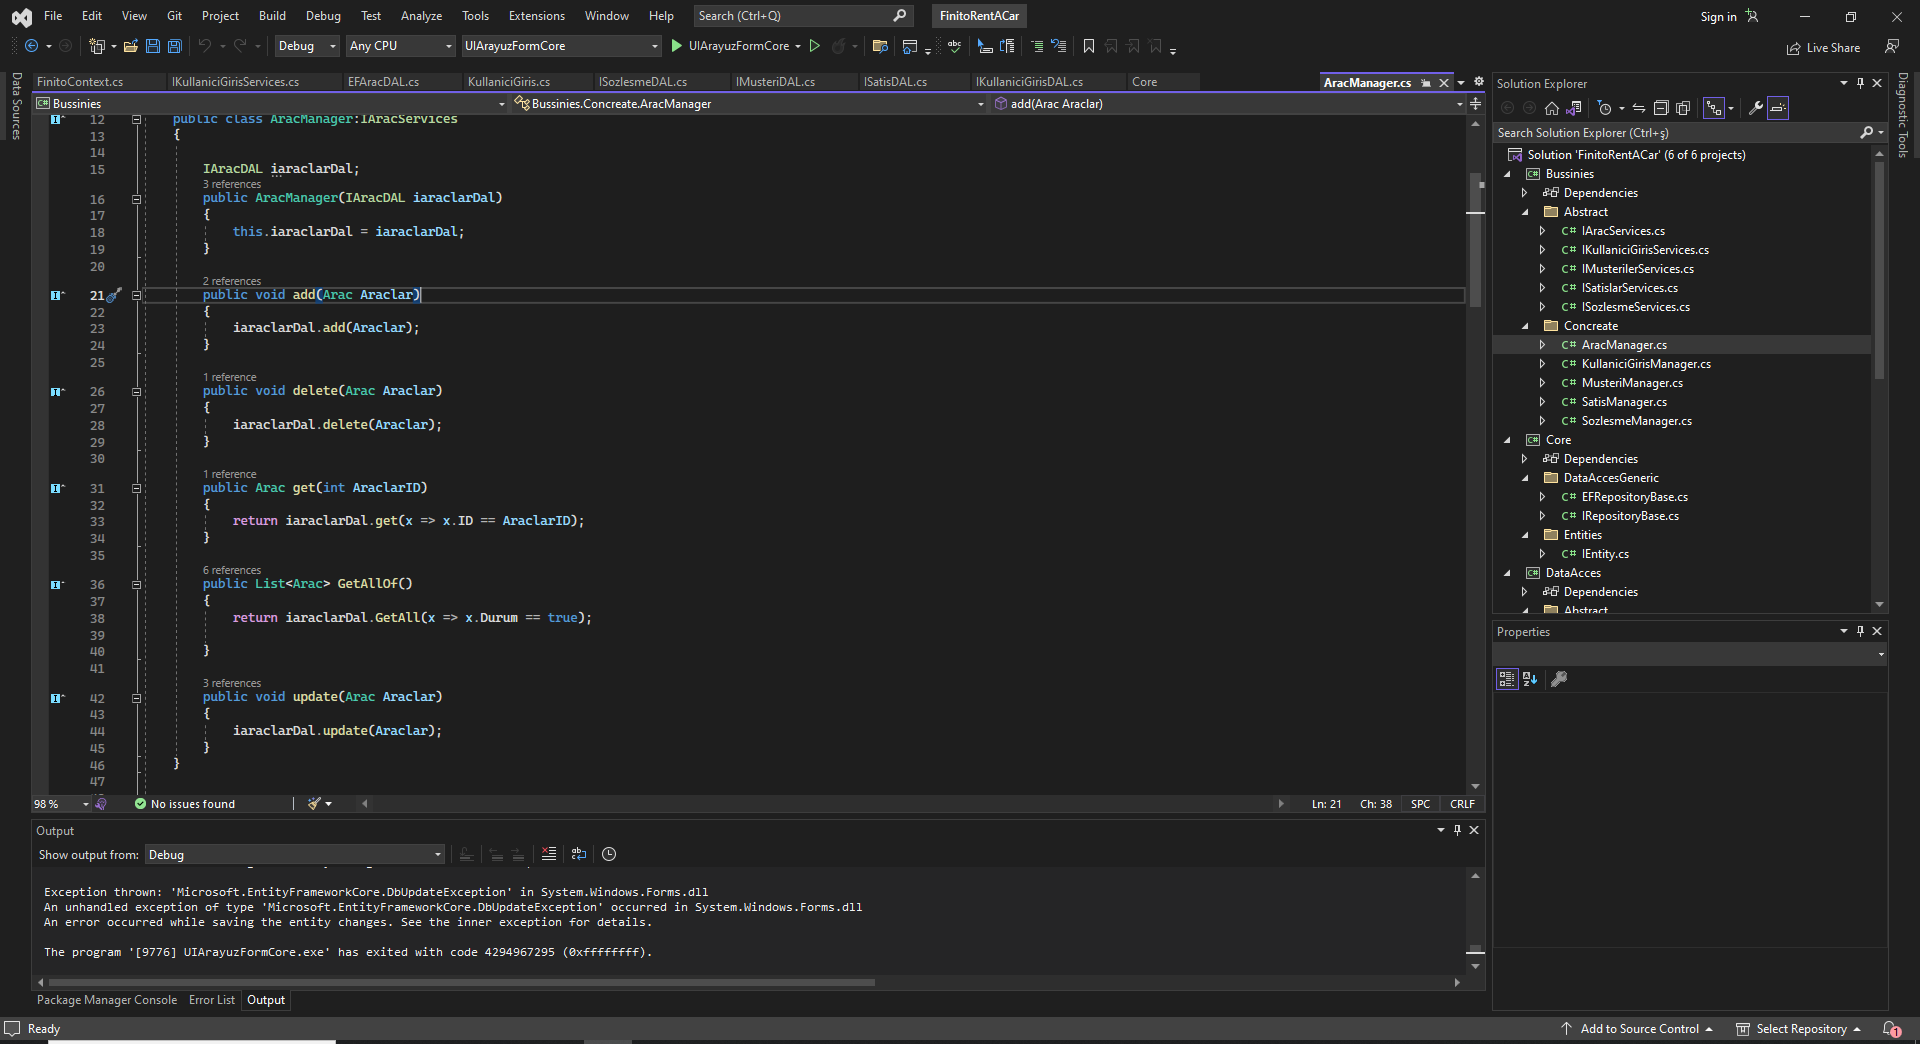 File Edit View Git Project Build Debug Test Analyze Tools Extensions Window Help Search (Ctrl+Q) FinitoRentACar Sign in
Debug Any CPU UIArayuzFormCore UIArayuzFormCore Live Share
Data Sources
FinitoContext.cs IKullaniciGirisServices.cs EFAracDAL.cs KullaniciGiris.cs ISozlesmeDAL.cs IMusteriDAL.cs ISatisDAL.cs IKullaniciGirisDAL.cs Core AracManager.cs
Bussinies Bussinies.Concreate.AracManager add(Arac Araclar)
12 public class AracManager:IAracServices
13 {
14
15 IAracDAL iaraclarDal;
3 references
16 public AracManager(IAracDAL iaraclarDal)
17 {
18 this.iaraclarDal = iaraclarDal;
19 }
20
2 references
21 public void add(Arac Araclar)
22 {
23 iaraclarDal.add(Araclar);
24 }
25
1 reference
26 public void delete(Arac Araclar)
27 {
28 iaraclarDal.delete(Araclar);
29 }
30
1 reference
31 public Arac get(int AraclarID)
32 {
33 return iaraclarDal.get(x => x.ID == AraclarID);
34 }
35
6 references
36 public List<Arac> GetAllOf()
37 {
38 return iaraclarDal.GetAll(x => x.Durum == true);
39
40 }
41
3 references
42 public void update(Arac Araclar)
43 {
44 iaraclarDal.update(Araclar);
45 }
46 }
47
98 % No issues found Ln: 21 Ch: 38 SPC CRLF
Output
Show output from: Debug
Exception thrown: 'Microsoft.EntityFrameworkCore.DbUpdateException' in System.Windows.Forms.dll
An unhandled exception of type 'Microsoft.EntityFrameworkCore.DbUpdateException' occurred in System.Windows.Forms.dll
An error occurred while saving the entity changes. See the inner exception for details.
The program '[9776] UIArayuzFormCore.exe' has exited with code 4294967295 (0xffffffff).
Package Manager Console Error List Output
Solution Explorer
Search Solution Explorer (Ctrl+ş)
Solution 'FinitoRentACar' (6 of 6 projects)
C# Bussinies
Dependencies
Abstract
C# IAracServices.cs
C# IKullaniciGirisServices.cs
C# IMusterilerServices.cs
C# ISatislarServices.cs
C# ISozlesmeServices.cs
Concreate
C# AracManager.cs
C# KullaniciGirisManager.cs
C# MusteriManager.cs
C# SatisManager.cs
C# SozlesmeManager.cs
C# Core
Dependencies
DataAccesGeneric
C# EFRepositoryBase.cs
C# IRepositoryBase.cs
Entities
C# IEntity.cs
C# DataAcces
Dependencies
Abstract
Properties
Diagnostic Tools
Ready Add to Source Control Select Repository 1